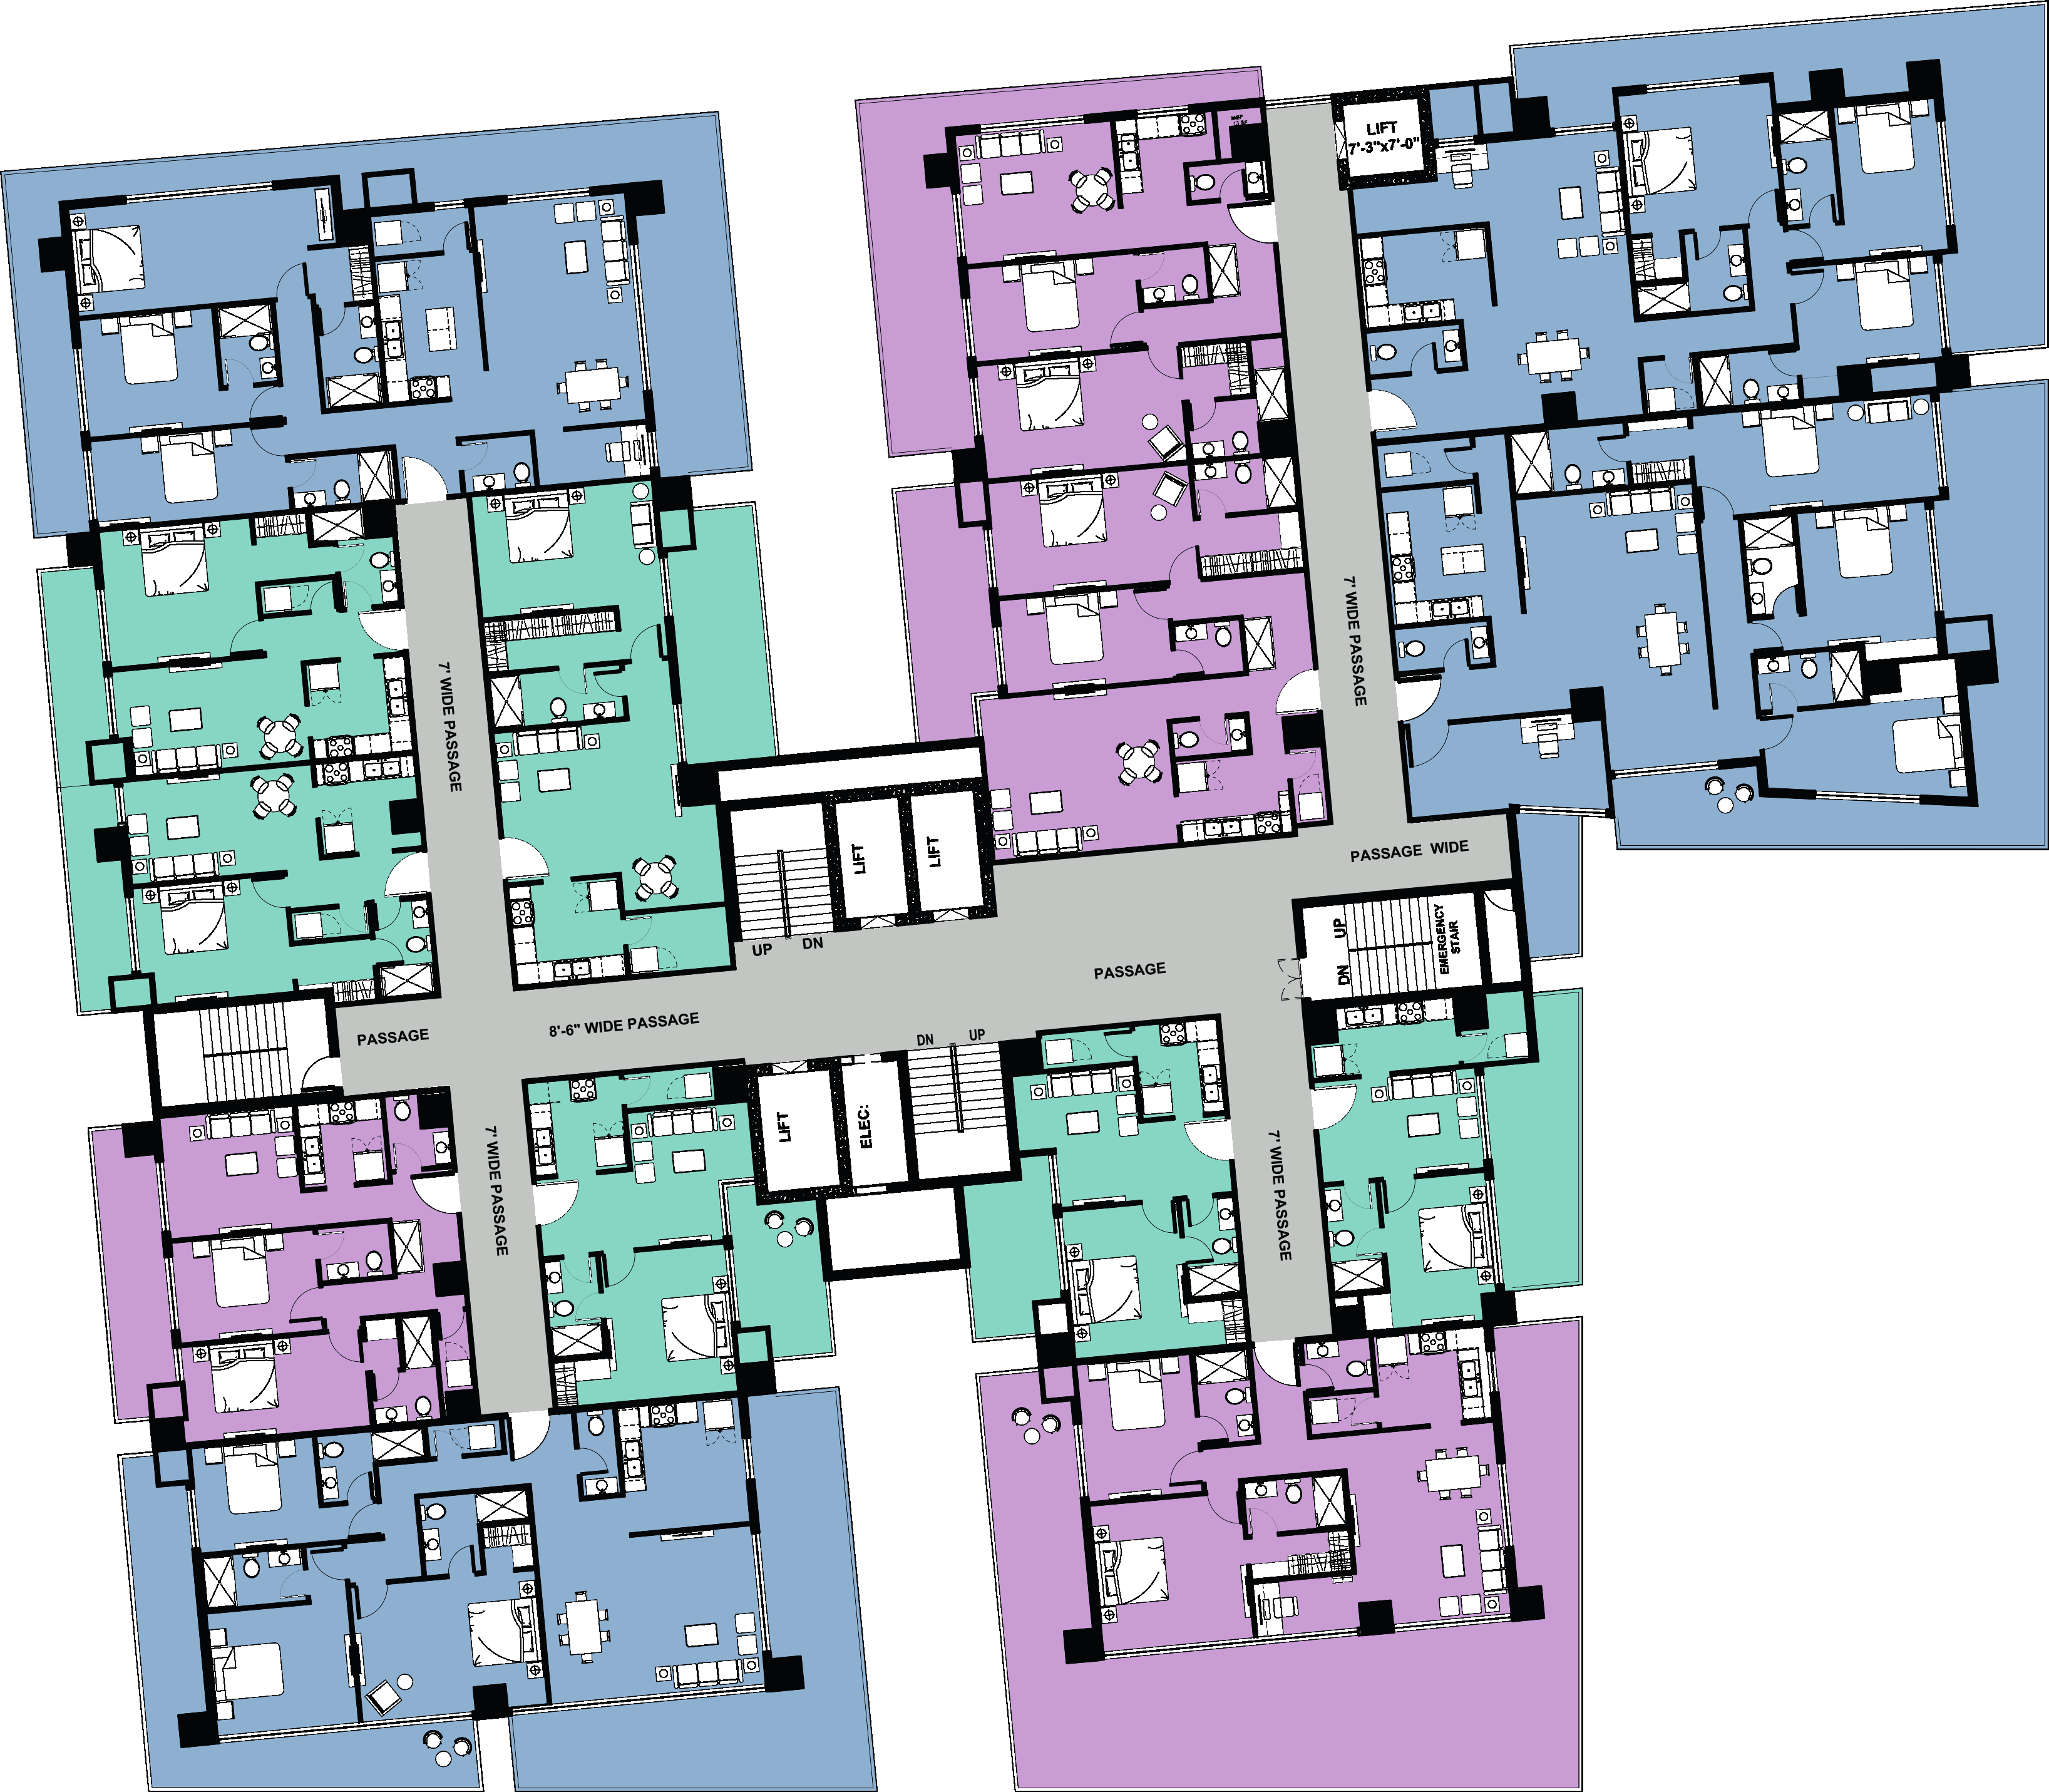 MEP
LIFT
7'-3"x7'-0"
7' WIDE PASSAGE
7' WIDE PASSAGE
LIFT
LIFT
PASSAGE WIDE
UP
DN
UP
DN
EMERGENCY
STAIR
PASSAGE
PASSAGE
8'-6" WIDE PASSAGE
DN
UP
LIFT
ELEC:
7' WIDE PASSAGE
7' WIDE PASSAGE